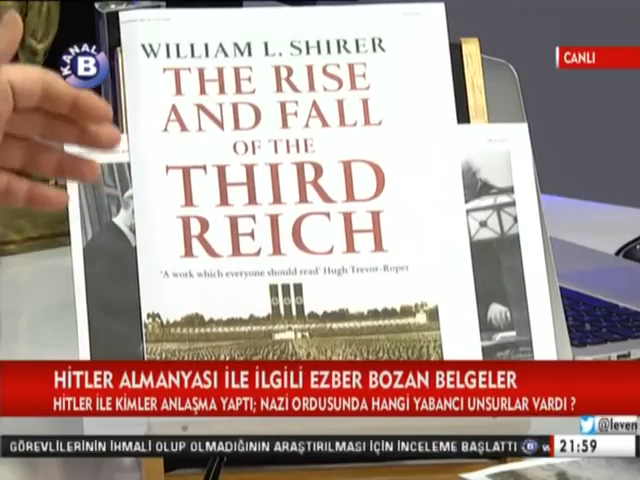 KANAL B
CANLI
WILLIAM L. SHIRER
THE RISE
AND FALL
OF THE
THIRD
REICH
'A work which everyone should read' Hugh Trevor-Roper
HİTLER ALMANYASI İLE İLGİLİ EZBER BOZAN BELGELER
HİTLER İLE KİMLER ANLAŞMA YAPTI; NAZİ ORDUSUNDA HANGİ YABANCI UNSURLAR VARDI ?
@leven
GÖREVLİLERİNİN İHMALİ OLUP OLMADIĞININ ARAŞTIRILMASI İÇİN İNCELEME BAŞLATTI B
21:59